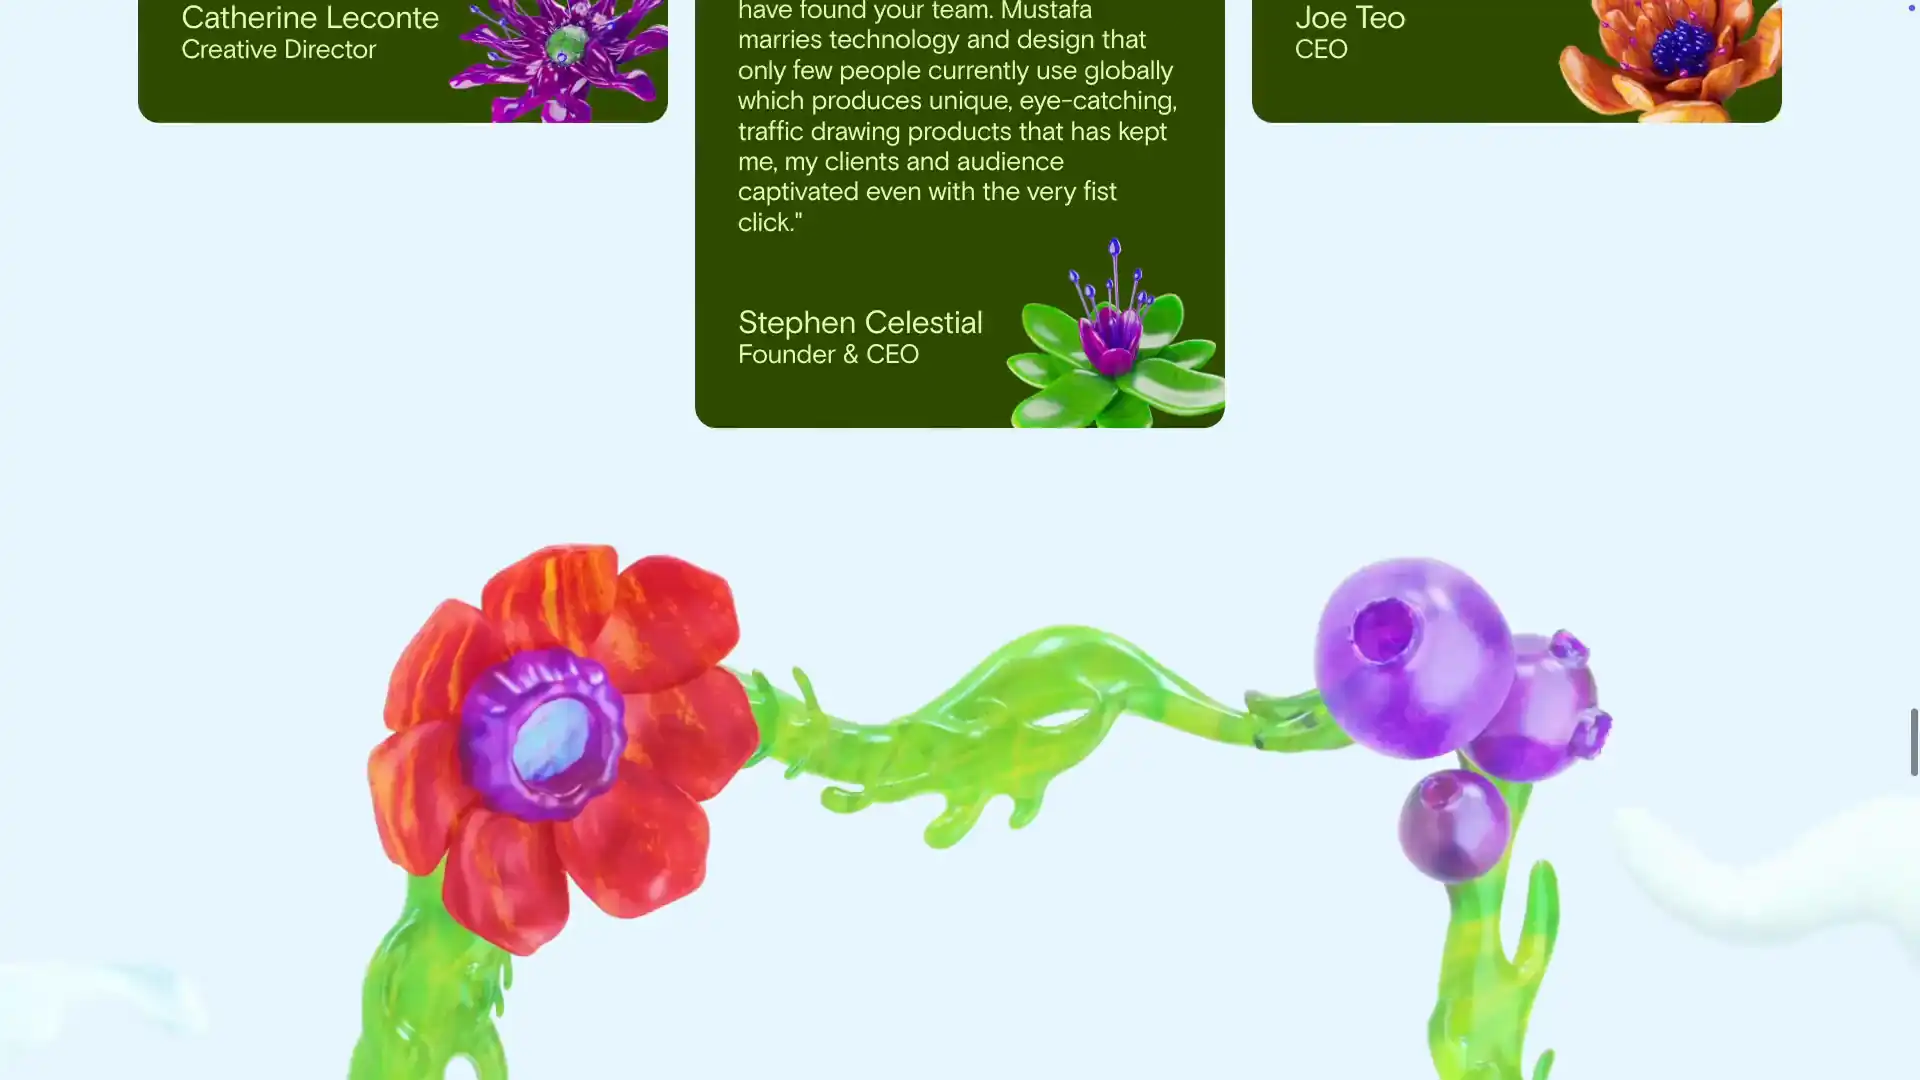 Catherine Leconte
Creative Director
have found your team. Mustafa
marries technology and design that
only few people currently use globally
which produces unique, eye-catching,
traffic drawing products that has kept
me, my clients and audience
captivated even with the very fist
click."
Stephen Celestial
Founder & CEO
Joe Teo
CEO